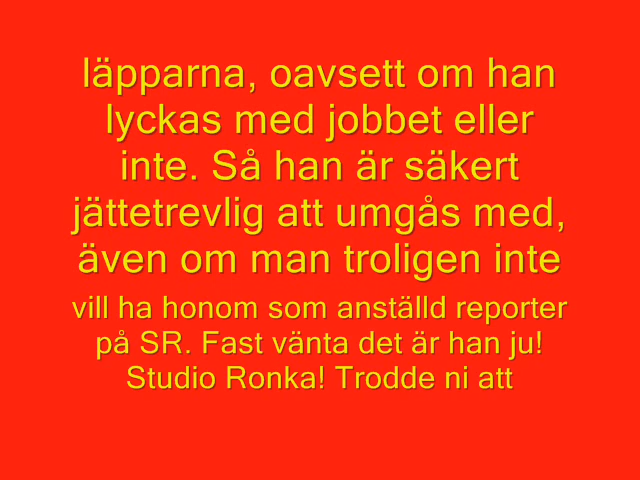 läpparna, oavsett om han
lyckas med jobbet eller
inte. Så han är säkert
jättetrevlig att umgås med,
även om man troligen inte
vill ha honom som anställd reporter
på SR. Fast vänta det är han ju!
Studio Ronka! Trodde ni att